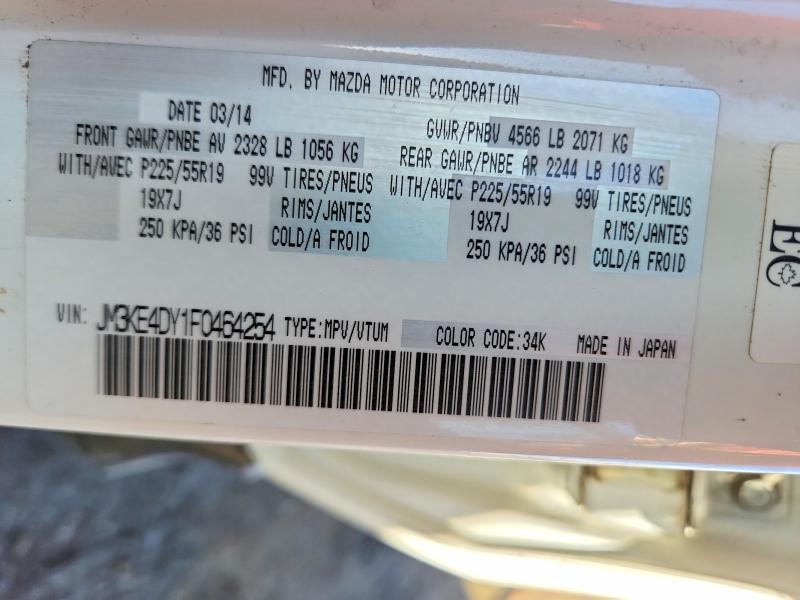 MFD. BY MAZDA MOTOR CORPORATION
DATE 03/14
GVWR/PNBV 4566 LB 2071 KG
FRONT GAWR/PNBE AV 2328 LB 1056 KG
REAR GAWR/PNBE AR 2244 LB 1018 KG
WITH/AVEC P225/55R19 99V TIRES/PNEUS
WITH/AVEC P225/55R19 99V TIRES/PNEUS
19X7J RIMS/JANTES
19X7J RIMS/JANTES
250 KPA/36 PSI COLD/A FROID
250 KPA/36 PSI COLD/A FROID
VIN: JM3KE4DY1F0464254 TYPE:MPV/VTUM COLOR CODE:34K MADE IN JAPAN
EC